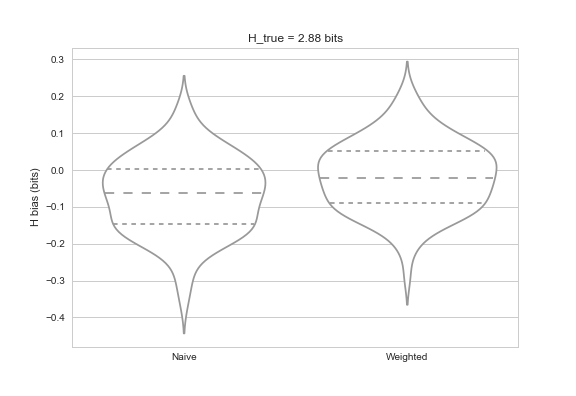 H_true = 2.88 bits
H bias (bits)
0.3
0.2
0.1
0.0
−0.1
−0.2
−0.3
−0.4
Naive
Weighted